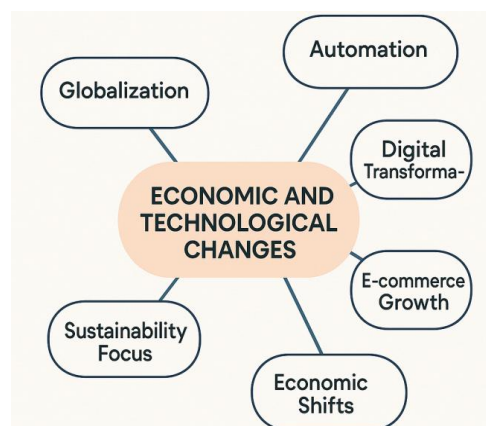 Automation
Globalization
Digital
Transforma-
ECONOMIC AND
TECHNOLOGICAL
CHANGES
E-commerce
Growth
Sustainability
Focus
Economic
Shifts